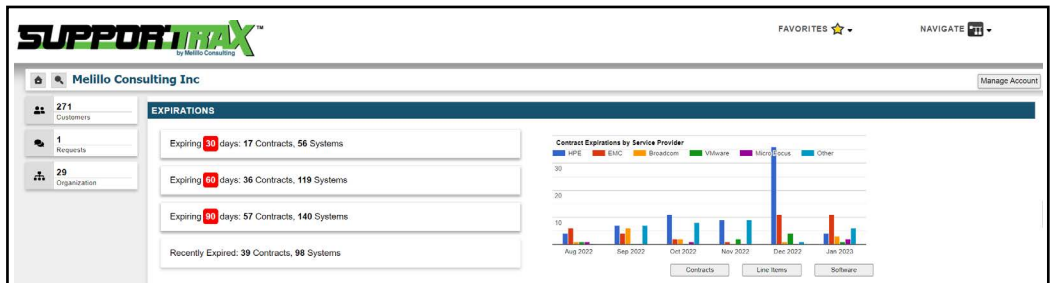 SUPPORTRAX™
by Melillo Consulting
FAVORITES
NAVIGATE
Melillo Consulting Inc
Manage Account
271
Customers
1
Requests
29
Organization
EXPIRATIONS
Expiring 30 days: 17 Contracts, 56 Systems
Expiring 60 days: 36 Contracts, 119 Systems
Expiring 90 days: 57 Contracts, 140 Systems
Recently Expired: 39 Contracts, 98 Systems
Contract Expirations by Service Provider
HPE EMC Broadcom VMware Micro Focus Other
30
20
10
Aug 2022 Sep 2022 Oct 2022 Nov 2022 Dec 2022 Jan 2023
Contracts Line Items Software